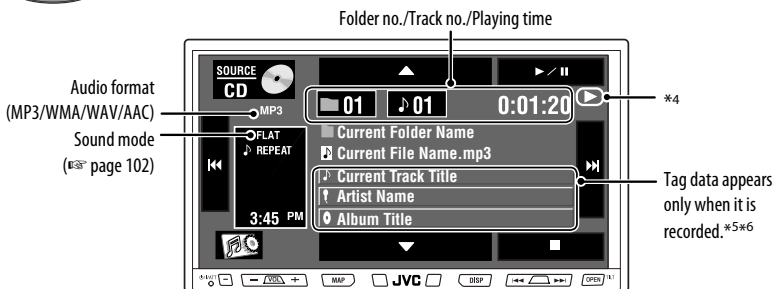 Folder no./Track no./Playing time
Audio format
(MP3/WMA/WAV/AAC)
Sound mode
(☞ page 102)
SOURCE
CD
MP3
FLAT
♪ REPEAT
3:45 PM
01 ♪01 0:01:20
*4
Current Folder Name
Current File Name.mp3
Current Track Title
Artist Name
Album Title
Tag data appears
only when it is
recorded.*5*6
– VOL + MAP JVC DISP OPEN TILT